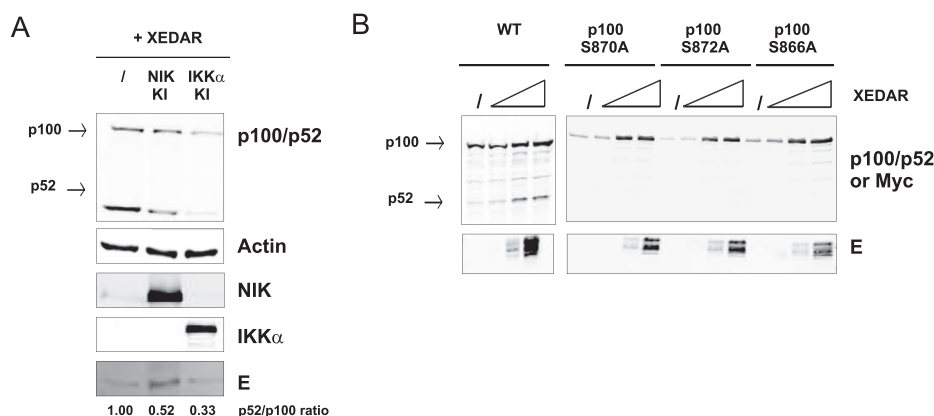 A
+ XEDAR
/ NIK KI IKKα KI
p100
p52
p100/p52
Actin
NIK
IKKα
E
1.00 0.52 0.33 p52/p100 ratio
B
WT p100 S870A p100 S872A p100 S866A
/ / / / XEDAR
p100
p52
p100/p52
or Myc
E